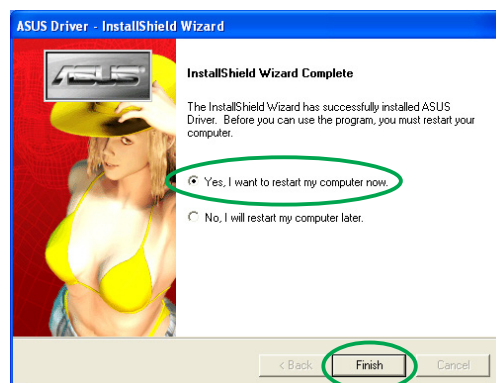 ASUS Driver - InstallShield Wizard
ASUS
InstallShield Wizard Complete
The InstallShield Wizard has successfully installed ASUS
Driver. Before you can use the program, you must restart your
computer.
Yes, I want to restart my computer now.
No, I will restart my computer later.
< Back
Finish
Cancel